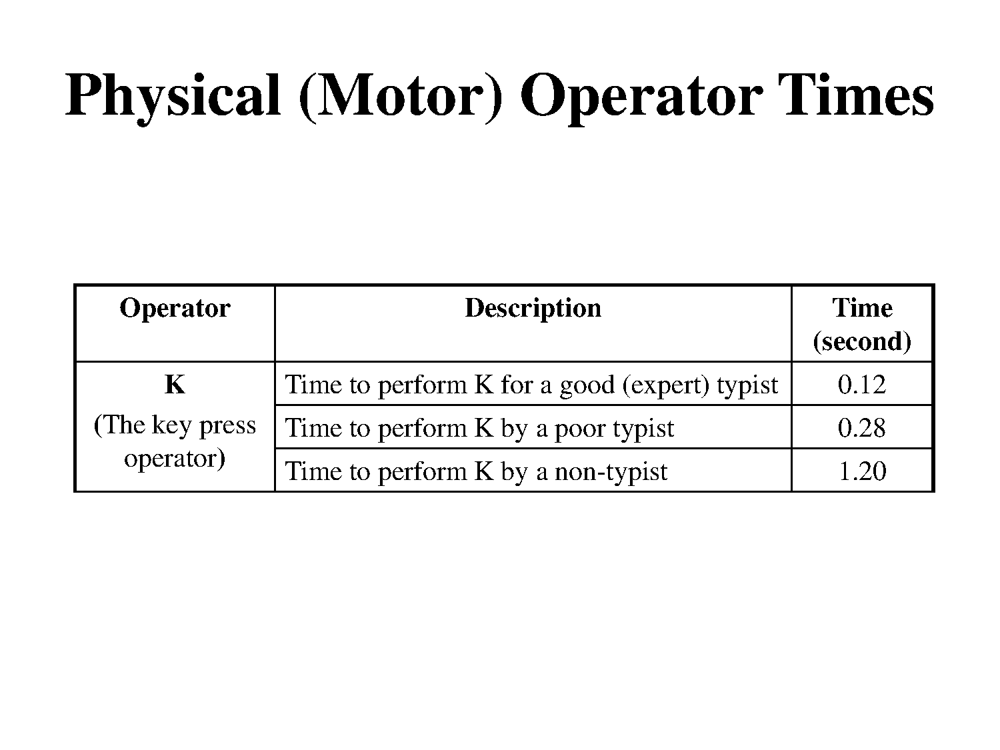 Physical (Motor) Operator Times
Operator Description Time
(second)
K
(The key press
operator)
Time to perform K for a good (expert) typist 0.12
Time to perform K by a poor typist 0.28
Time to perform K by a non-typist 1.20